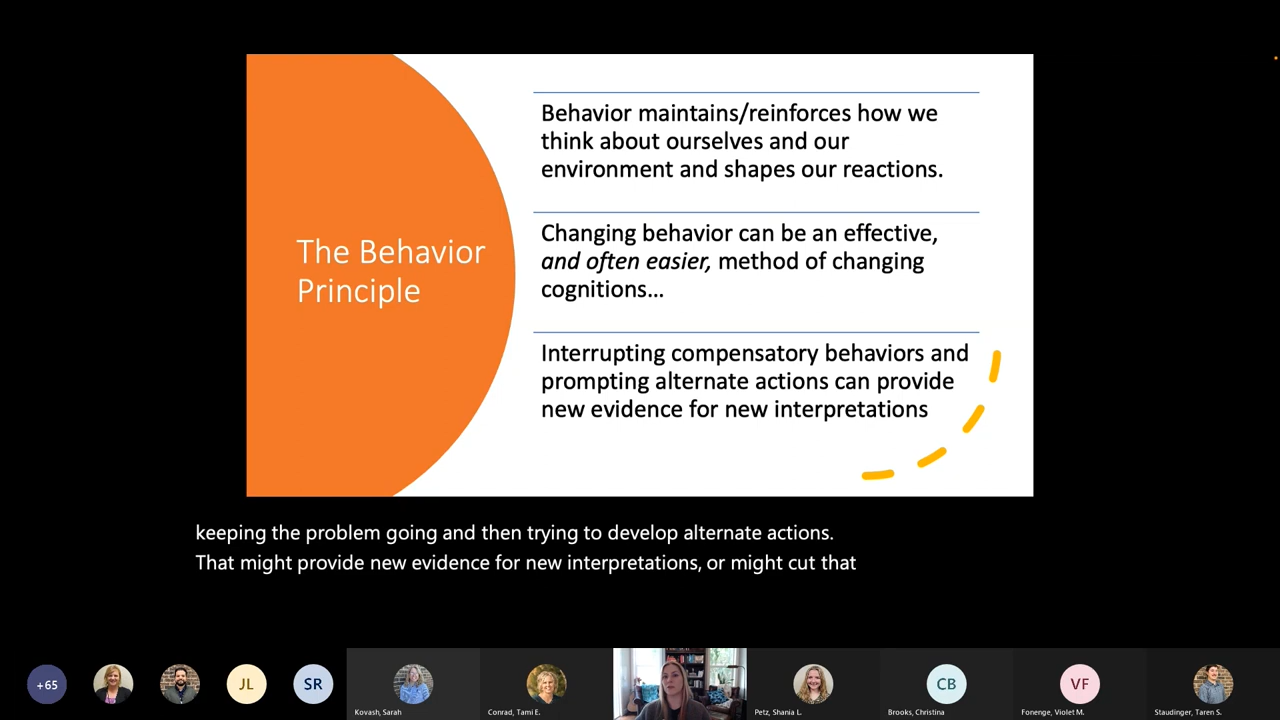 The Behavior
Principle
Behavior maintains/reinforces how we
think about ourselves and our
environment and shapes our reactions.
Changing behavior can be an effective,
and often easier, method of changing
cognitions...
Interrupting compensatory behaviors and
prompting alternate actions can provide
new evidence for new interpretations
keeping the problem going and then trying to develop alternate actions.
That might provide new evidence for new interpretations, or might cut that
+65
JL
SR
Kovash, Sarah
Conrad, Tami E.
Petz, Shania L.
CB
Brooks, Christina
VF
Fonenge, Violet M.
Staudinger, Taren S.